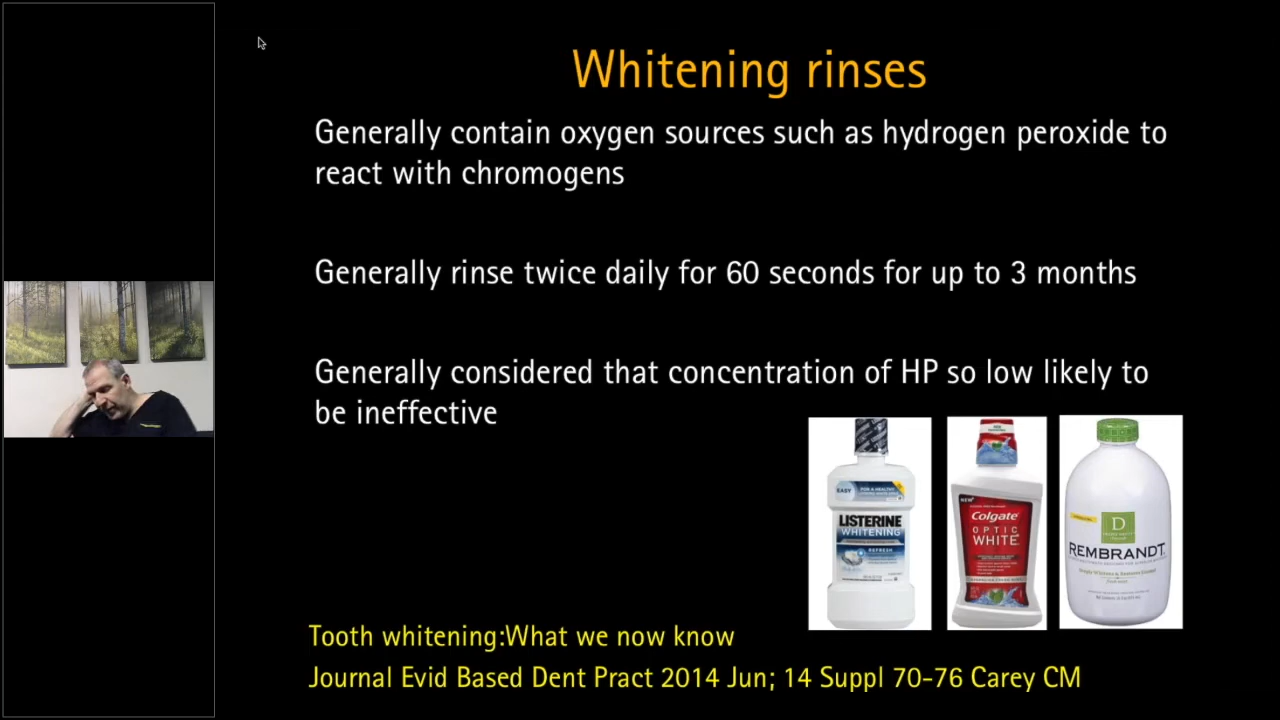 Whitening rinses
Generally contain oxygen sources such as hydrogen peroxide to
react with chromogens
Generally rinse twice daily for 60 seconds for up to 3 months
Generally considered that concentration of HP so low likely to
be ineffective
EASY
LISTERINE
WHITENING
REFRESH
NEW
Colgate
OPTIC
WHITE
D
REMBRANDT
Tooth whitening:What we now know
Journal Evid Based Dent Pract 2014 Jun; 14 Suppl 70-76 Carey CM